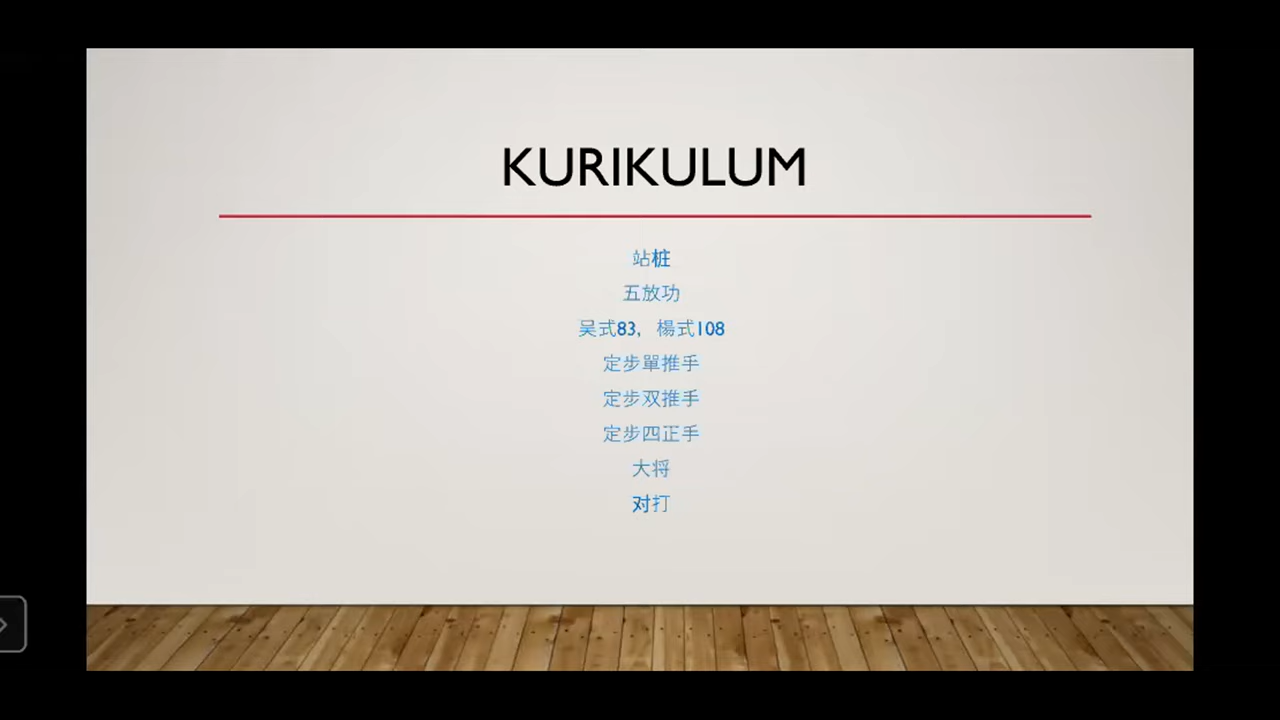 KURIKULUM
站桩
五放功
吴式83，楊式108
定步單推手
定步双推手
定步四正手
大将
对打